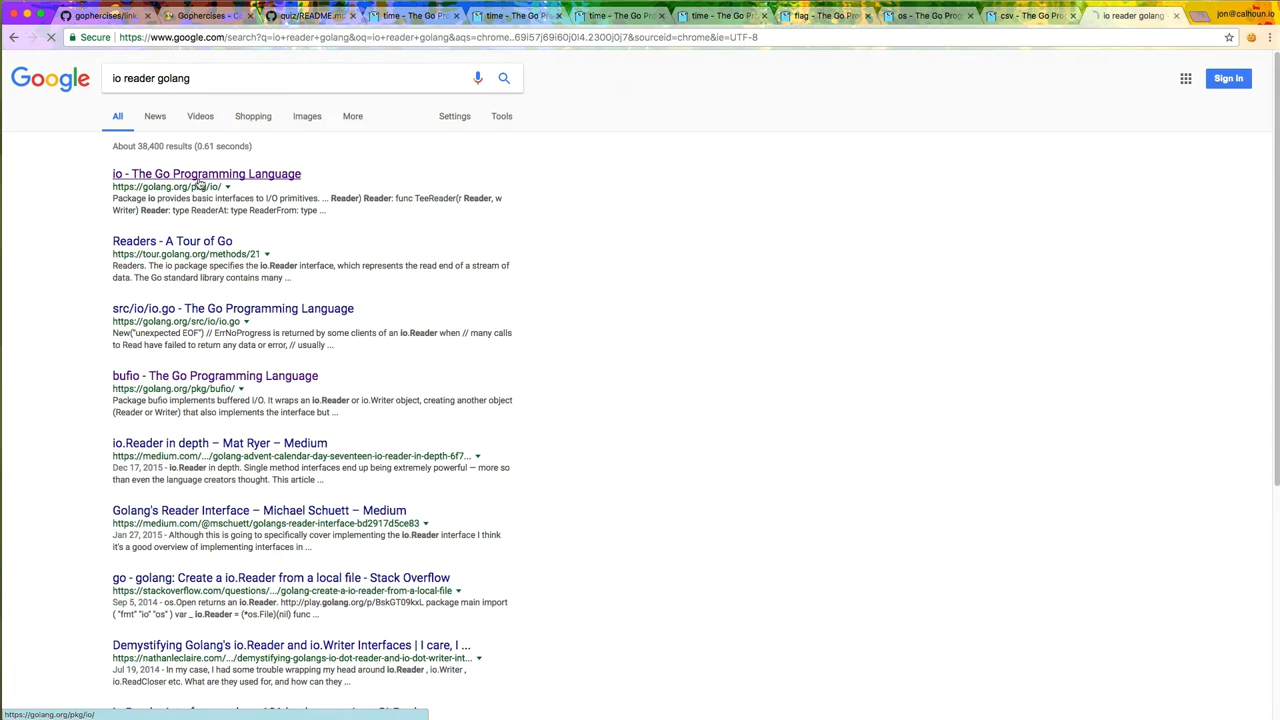 gophercises/link
Gophercises - Co
quiz/README.m
time - The Go Pro
time - The Go Pro
time - The Go Pro
time - The Go Pro
flag - The Go Pro
os - The Go Prog
csv - The Go Pro
io reader golang
jon@calhoun.io
Secure
https://www.google.com/search?q=io+reader+golang&oq=io+reader+golang&aqs=chrome..69i57j69i60j0l4.2300j0j7&sourceid=chrome&ie=UTF-8
Google
io reader golang
Sign in
All News Videos Shopping Images More Settings Tools
About 38,400 results (0.61 seconds)
io - The Go Programming Language
https://golang.org/pkg/io/
Package io provides basic interfaces to I/O primitives. ... Reader) Reader: func TeeReader(r Reader, w
Writer) Reader: type ReaderAt: type ReaderFrom: type ...
Readers - A Tour of Go
https://tour.golang.org/methods/21
Readers. The io package specifies the io.Reader interface, which represents the read end of a stream of
data. The Go standard library contains many ...
src/io/io.go - The Go Programming Language
https://golang.org/src/io/io.go
New("unexpected EOF") // ErrNoProgress is returned by some clients of an io.Reader when // many calls
to Read have failed to return any data or error, // usually ...
bufio - The Go Programming Language
https://golang.org/pkg/bufio/
Package bufio implements buffered I/O. It wraps an io.Reader or io.Writer object, creating another object
(Reader or Writer) that also implements the interface but ...
io.Reader in depth – Mat Ryer – Medium
https://medium.com/.../golang-advent-calendar-day-seventeen-io-reader-in-depth-6f7...
Dec 17, 2015 - io.Reader in depth. Single method interfaces end up being extremely powerful — more so
than even the language creators thought. This article ...
Golang's Reader Interface – Michael Schuett – Medium
https://medium.com/@mschuett/golangs-reader-interface-bd2917d5ce83
Jan 27, 2015 - Although this is going to specifically cover implementing the io.Reader interface I think
it's a good overview of implementing interfaces in ...
go - golang: Create a io.Reader from a local file - Stack Overflow
https://stackoverflow.com/questions/.../golang-create-a-io-reader-from-a-local-file
Sep 5, 2014 - os.Open returns an io.Reader. http://play.golang.org/p/BskGT09kxL package main import
( "fmt" "io" "os" ) var _ io.Reader = (*os.File)(nil) func ...
Demystifying Golang's io.Reader and io.Writer Interfaces | I care, I ...
https://nathanleclaire.com/.../demystifying-golangs-io-dot-reader-and-io-dot-writer-int...
Jul 19, 2014 - In my case, I had some trouble wrapping my head around io.Reader , io.Writer ,
io.ReadCloser etc. What are they used for, and how can they ...
https://golang.org/pkg/io/